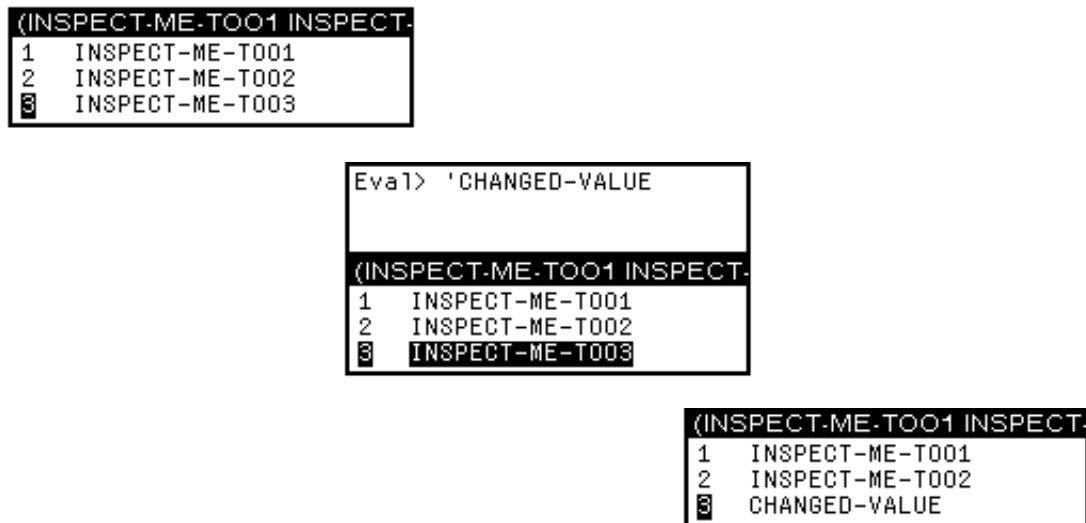 (INSPECT-ME-TOO1 INSPECT-
1 INSPECT-ME-TOO1
2 INSPECT-ME-TOO2
3 INSPECT-ME-TOO3
Eval> 'CHANGED-VALUE
(INSPECT-ME-TOO1 INSPECT-
1 INSPECT-ME-TOO1
2 INSPECT-ME-TOO2
3 INSPECT-ME-TOO3
(INSPECT-ME-TOO1 INSPECT-
1 INSPECT-ME-TOO1
2 INSPECT-ME-TOO2
3 CHANGED-VALUE